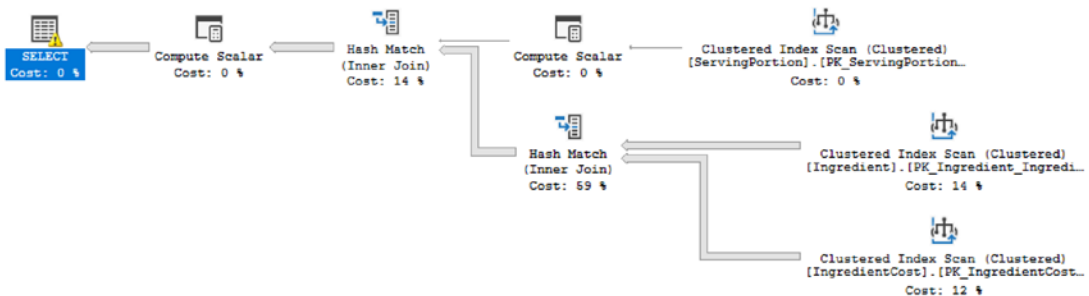 SELECT
Cost: 0 %
Compute Scalar
Cost: 0 %
Hash Match
(Inner Join)
Cost: 14 %
Compute Scalar
Cost: 0 %
Clustered Index Scan (Clustered)
[ServingPortion].[PK_ServingPortion…
Cost: 0 %
Hash Match
(Inner Join)
Cost: 59 %
Clustered Index Scan (Clustered)
[Ingredient].[PK_Ingredient_Ingredi…
Cost: 14 %
Clustered Index Scan (Clustered)
[IngredientCost].[PK_IngredientCost…
Cost: 12 %